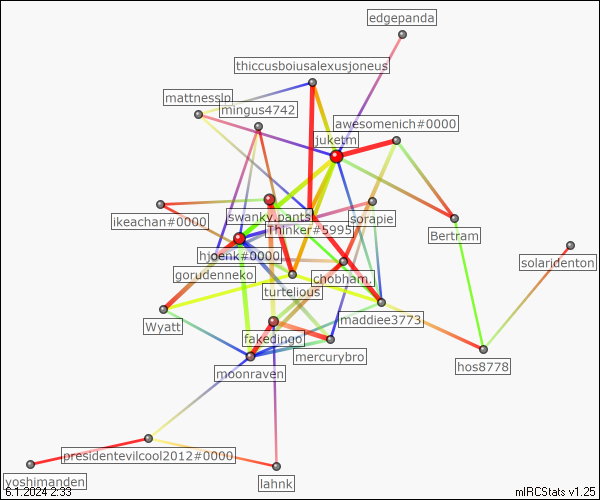 edgepanda
thiccusboiusalexusjoneus
mattnesslp
mingus4742
awesomenich#0000
juketm
ikeachan#0000
swanky.pants
sorapie
Thinker#5995
Bertram
hjoenk#0000
solaridenton
gorudenneko
chobham.
turtelious
Wyatt
maddiee3773
fakedingo
mercurybro
hos8778
moonraven
presidentevilcool2012#0000
yoshimanden
lahnk
6.1.2024 2:33
mIRCStats v1.25